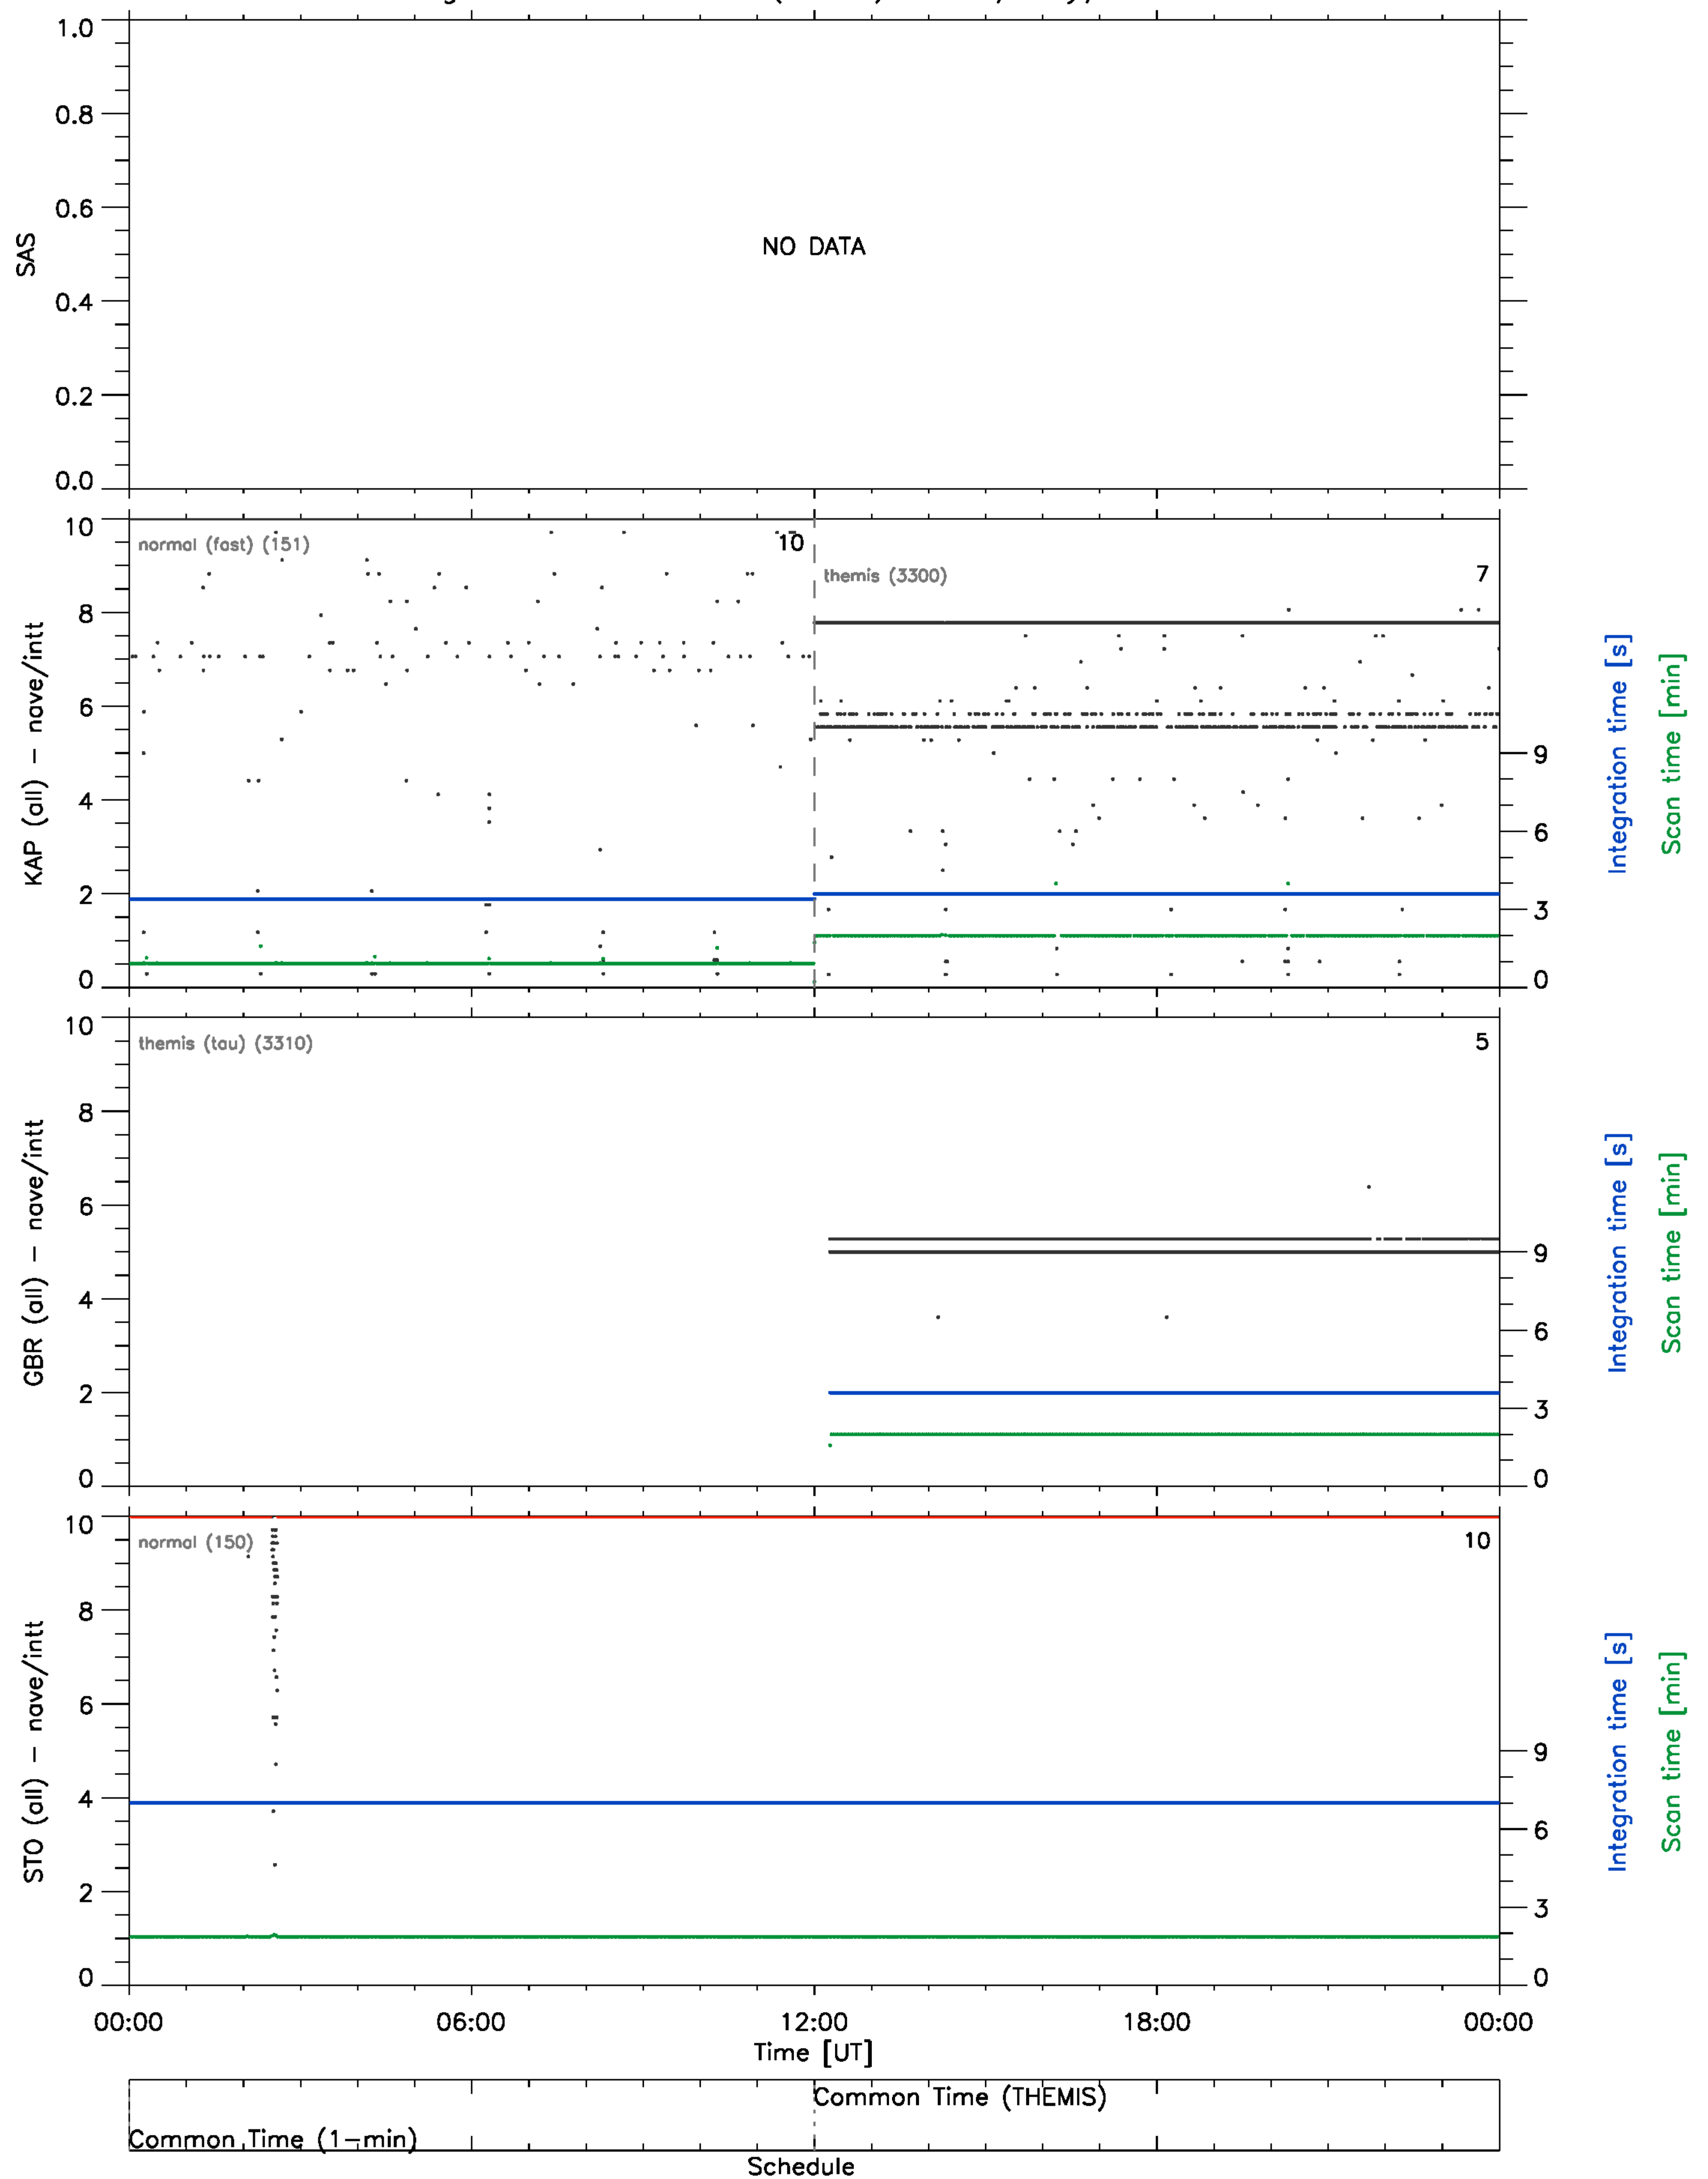 1.0
0.8
0.6
0.4
0.2
0.0
SAS
NO DATA
10
8
6
4
2
0
KAP (all) - nave/intt
normal (fast) (151)
10
themis (3300)
7
9
6
3
0
Integration time [s]
Scan time [min]
10
8
6
4
2
0
GBR (all) - nave/intt
themis (tau) (3310)
5
9
6
3
0
Integration time [s]
Scan time [min]
10
8
6
4
2
0
STO (all) - nave/intt
normal (150)
10
9
6
3
0
Integration time [s]
Scan time [min]
00:00 06:00 12:00 18:00 00:00
Time [UT]
Common Time (THEMIS)
Common Time (1-min)
Schedule